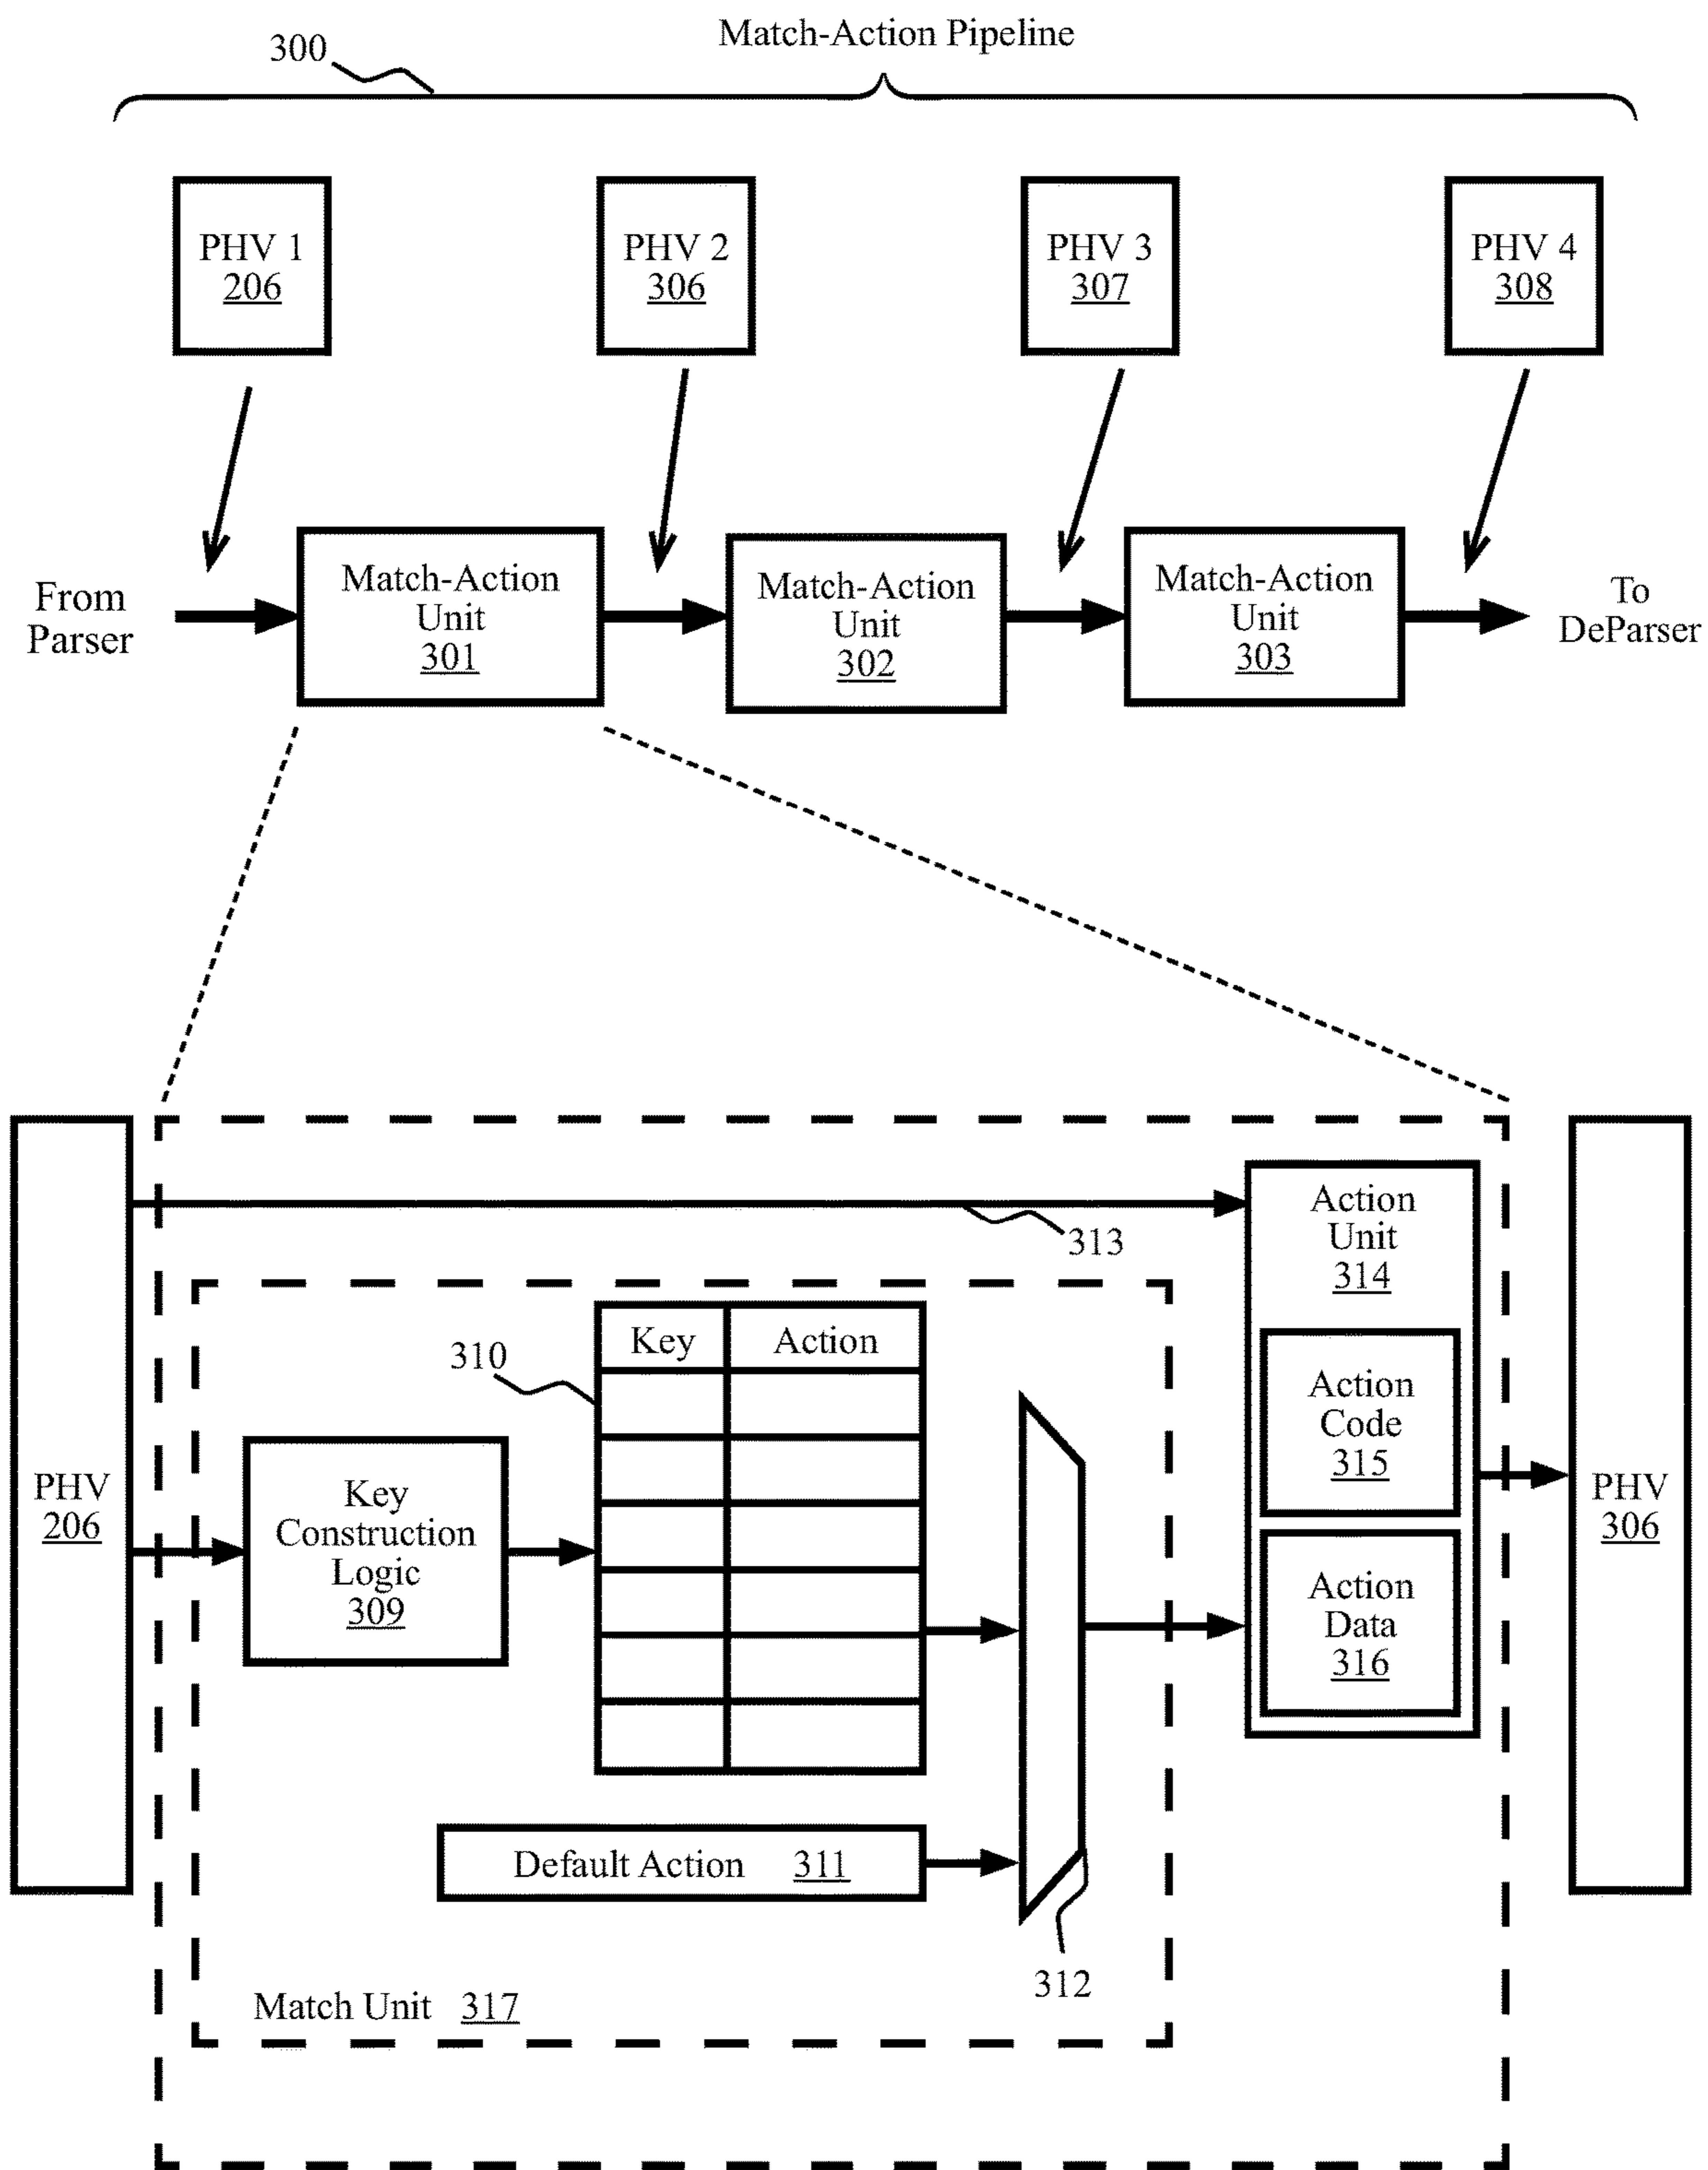 Match-Action Pipeline
300
PHV 1
206
PHV 2
306
PHV 3
307
PHV 4
308
From
Parser
Match-Action
Unit
301
Match-Action
Unit
302
Match-Action
Unit
303
To
DeParser
PHV
206
313
Action
Unit
314
Key
Action
310
Key
Construction
Logic
309
Action
Code
315
Action
Data
316
PHV
306
Default Action 311
312
Match Unit 317